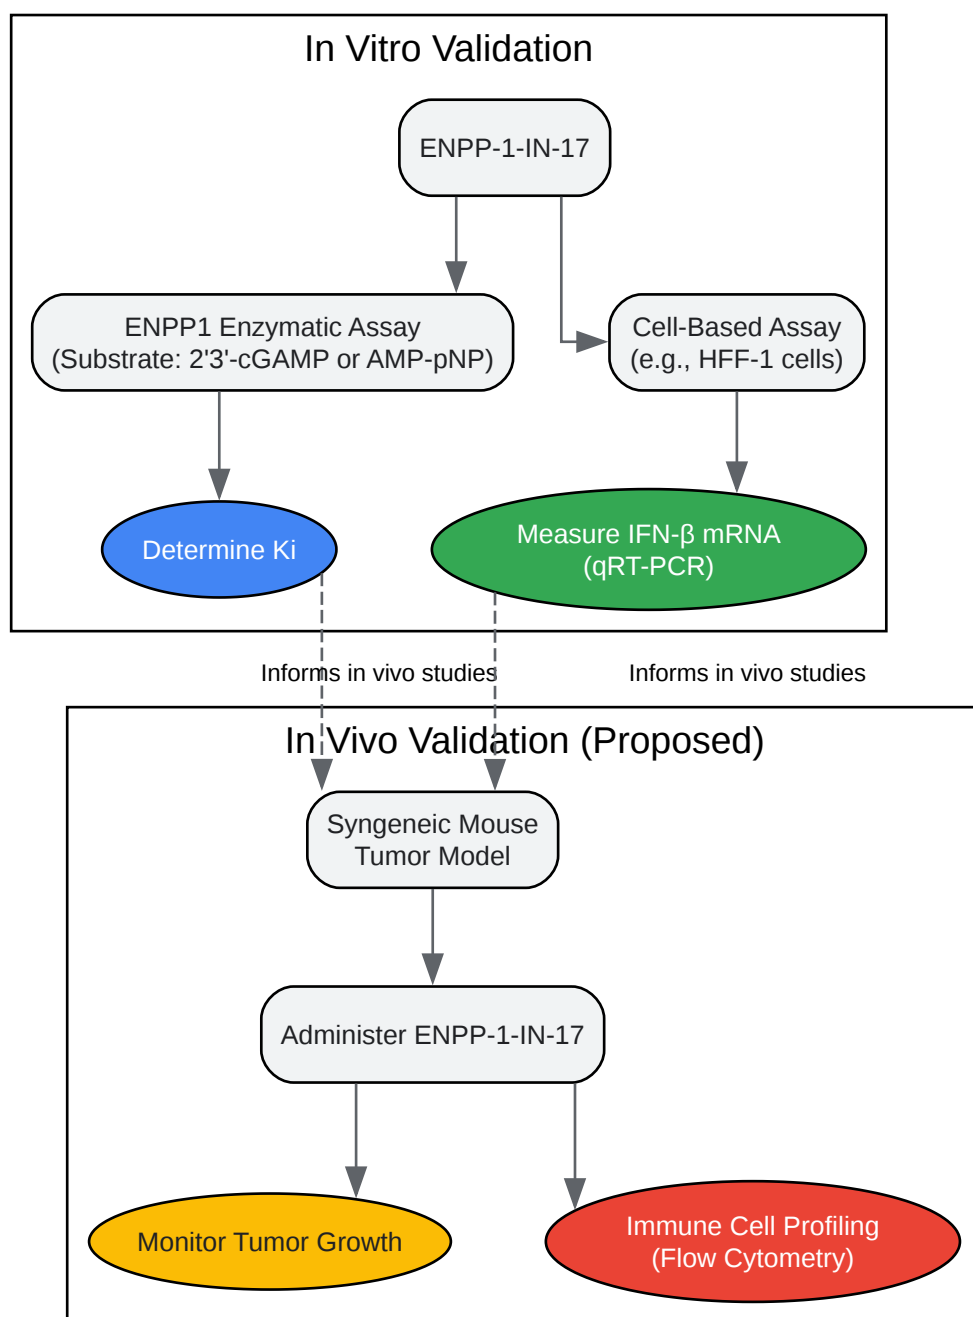 In Vitro Validation
ENPP-1-IN-17
ENPP1 Enzymatic Assay
(Substrate: 2'3'-cGAMP or AMP-pNP)
Cell-Based Assay
(e.g., HFF-1 cells)
Determine Ki
Measure IFN-β mRNA
(qRT-PCR)
Informs in vivo studies
Informs in vivo studies
In Vivo Validation (Proposed)
Syngeneic Mouse
Tumor Model
Administer ENPP-1-IN-17
Monitor Tumor Growth
Immune Cell Profiling
(Flow Cytometry)